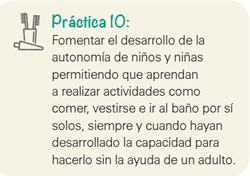 Práctica 10:
Fomentar el desarrollo de la
autonomía de niños y niñas
permitiendo que aprendan
a realizar actividades como
comer, vestirse e ir al baño por sí
solos, siempre y cuando hayan
desarrollado la capacidad para
hacerlo sin la ayuda de un adulto.